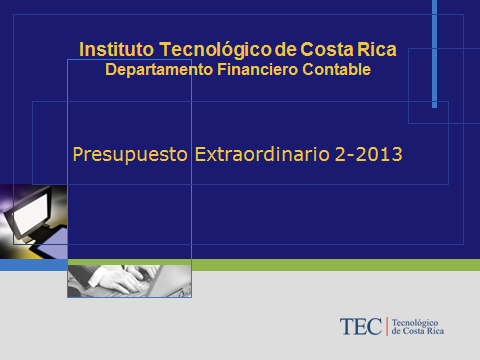 Instituto Tecnológico de Costa Rica
Departamento Financiero Contable
Presupuesto Extraordinario 2-2013
TEC | Tecnológico
de Costa Rica